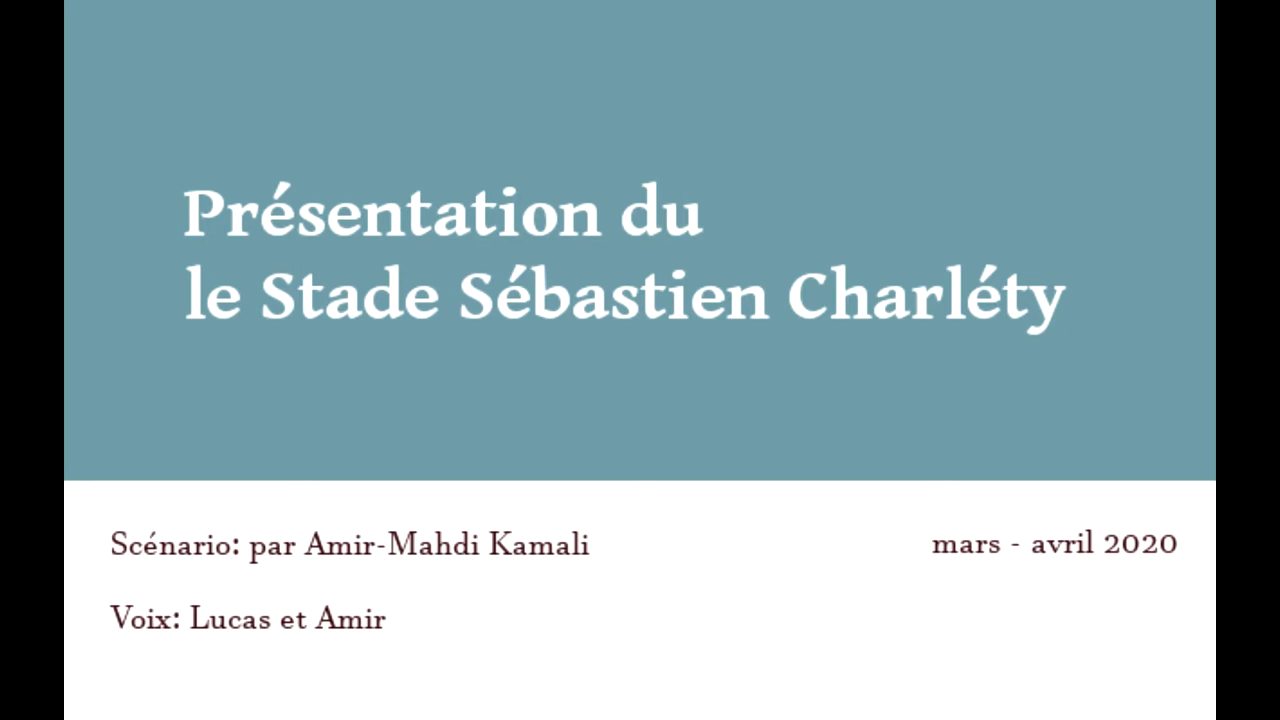 Présentation du
le Stade Sébastien Charléty
Scénario: par Amir-Mahdi Kamali
mars - avril 2020
Voix: Lucas et Amir